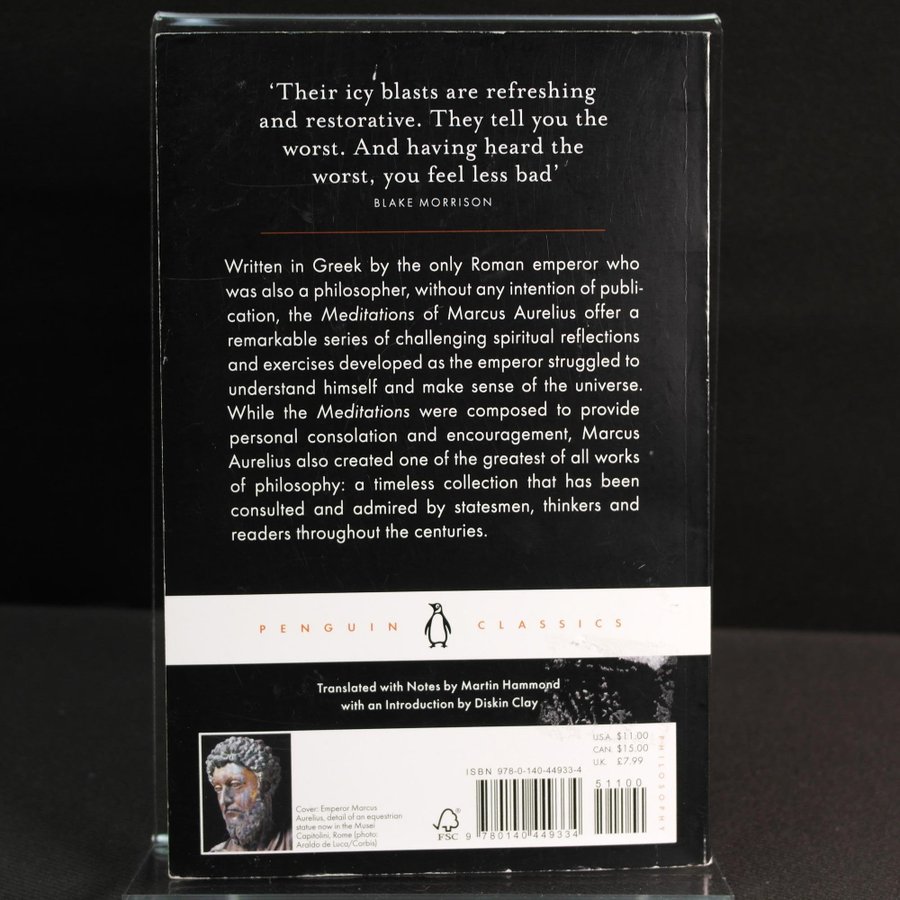 ‘Their icy blasts are refreshing
and restorative. They tell you the
worst. And having heard the
worst, you feel less bad’
BLAKE MORRISON
Written in Greek by the only Roman emperor who
was also a philosopher, without any intention of publi-
cation, the Meditations of Marcus Aurelius offer a
remarkable series of challenging spiritual reflections
and exercises developed as the emperor struggled to
understand himself and make sense of the universe.
While the Meditations were composed to provide
personal consolation and encouragement, Marcus
Aurelius also created one of the greatest of all works
of philosophy: a timeless collection that has been
consulted and admired by statesmen, thinkers and
readers throughout the centuries.
PENGUIN CLASSICS
Translated with Notes by Martin Hammond
with an Introduction by Diskin Clay
Cover: Emperor Marcus
Aurelius, detail of an equestrian
statue now in the Musei
Capitolini, Rome (photo:
Araldo de Luca/Corbis)
FSC®
ISBN 978-0-140-44933-4
9 780140 449334
U.S.A. $11.00
CAN. $15.00
U.K. £7.99
51100
PHILOSOPHY